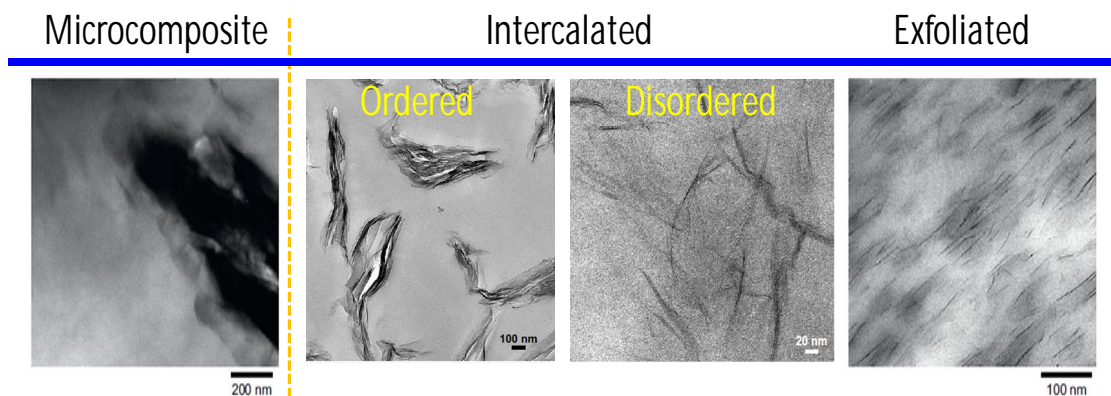 Microcomposite
Intercalated
Exfoliated
Ordered
Disordered
100 nm
20 nm
200 nm
100 nm